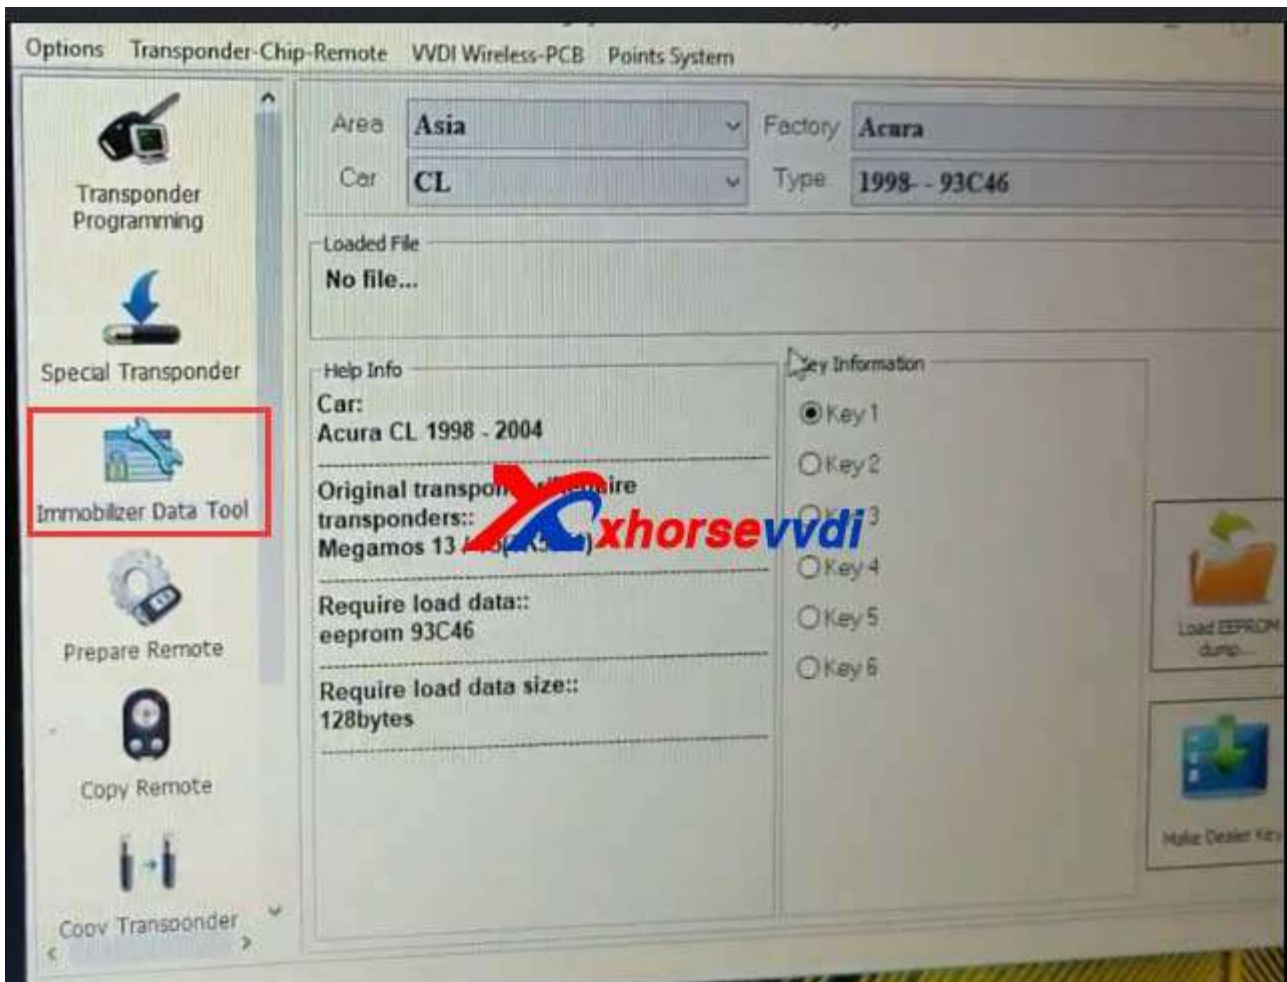 Options Transponder-Chip-Remote VVDI Wireless-PCB Points System
Area Asia Factory Acura
Car CL Type 1998- - 93C46
Transponder
Programming
Special Transponder
Immobilizer Data Tool
Prepare Remote
Copy Remote
Copy Transponder
Loaded File
No file...
Help Info
Car:
Acura CL 1998 - 2004
Original
transponders::
Megamos 13 /
Require load data::
eeprom 93C46
Require load data size::
128bytes
xhorsevvdi
Key Information
Key 1
Key 2
3
Key 4
Key 5
Key 6
Load EEPROM
dump...
Make Dealer Key